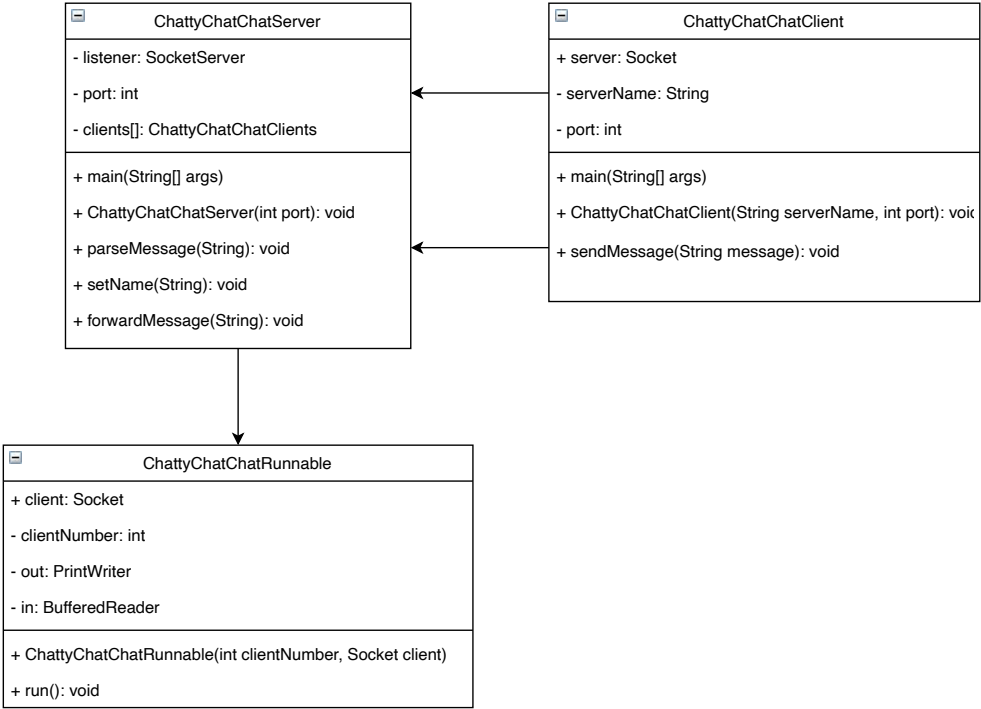 ChattyChatChatServer
- listener: SocketServer
- port: int
- clients[]: ChattyChatChatClients
+ main(String[] args)
+ ChattyChatChatServer(int port): void
+ parseMessage(String): void
+ setName(String): void
+ forwardMessage(String): void
ChattyChatChatClient
+ server: Socket
- serverName: String
- port: int
+ main(String[] args)
+ ChattyChatChatClient(String serverName, int port): voic
+ sendMessage(String message): void
ChattyChatChatRunnable
+ client: Socket
- clientNumber: int
- out: PrintWriter
- in: BufferedReader
+ ChattyChatChatRunnable(int clientNumber, Socket client)
+ run(): void